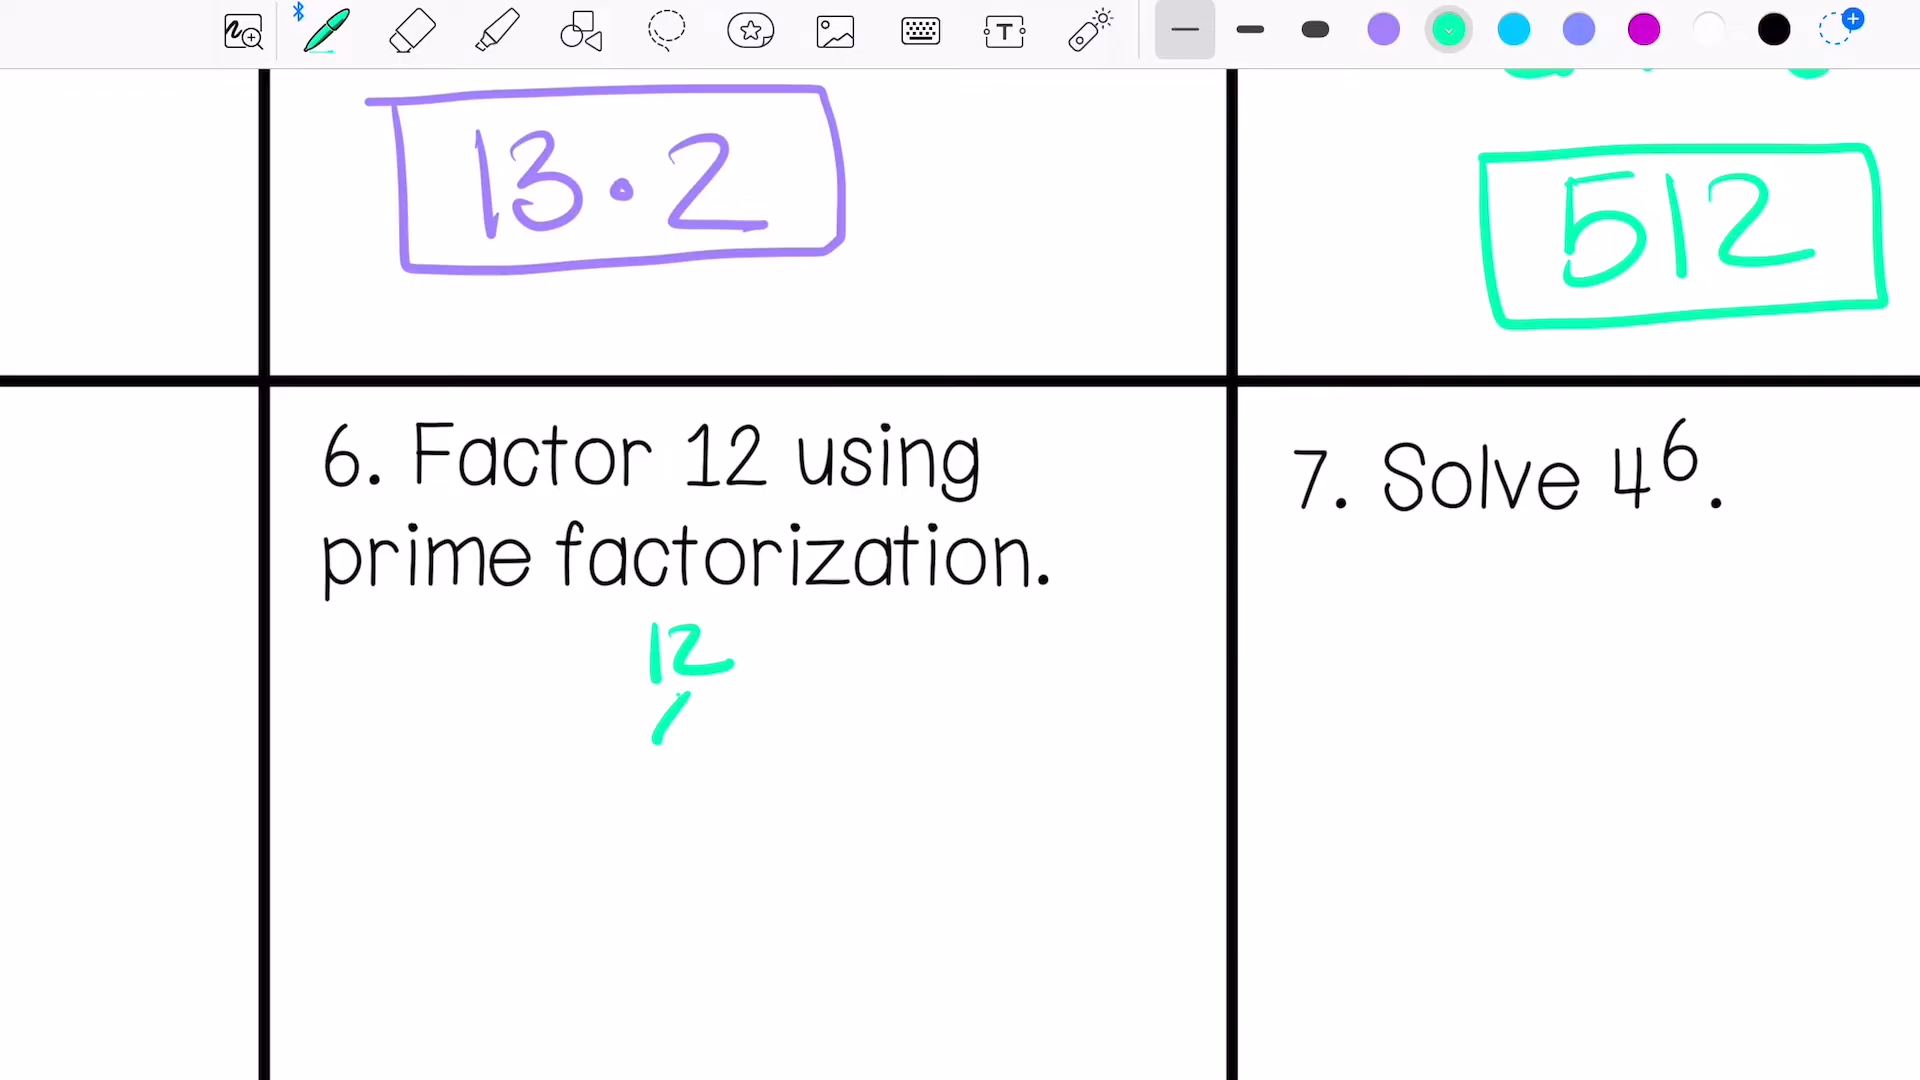 13 · 2
512
6. Factor 12 using
prime factorization.
12
7. Solve 4⁶.